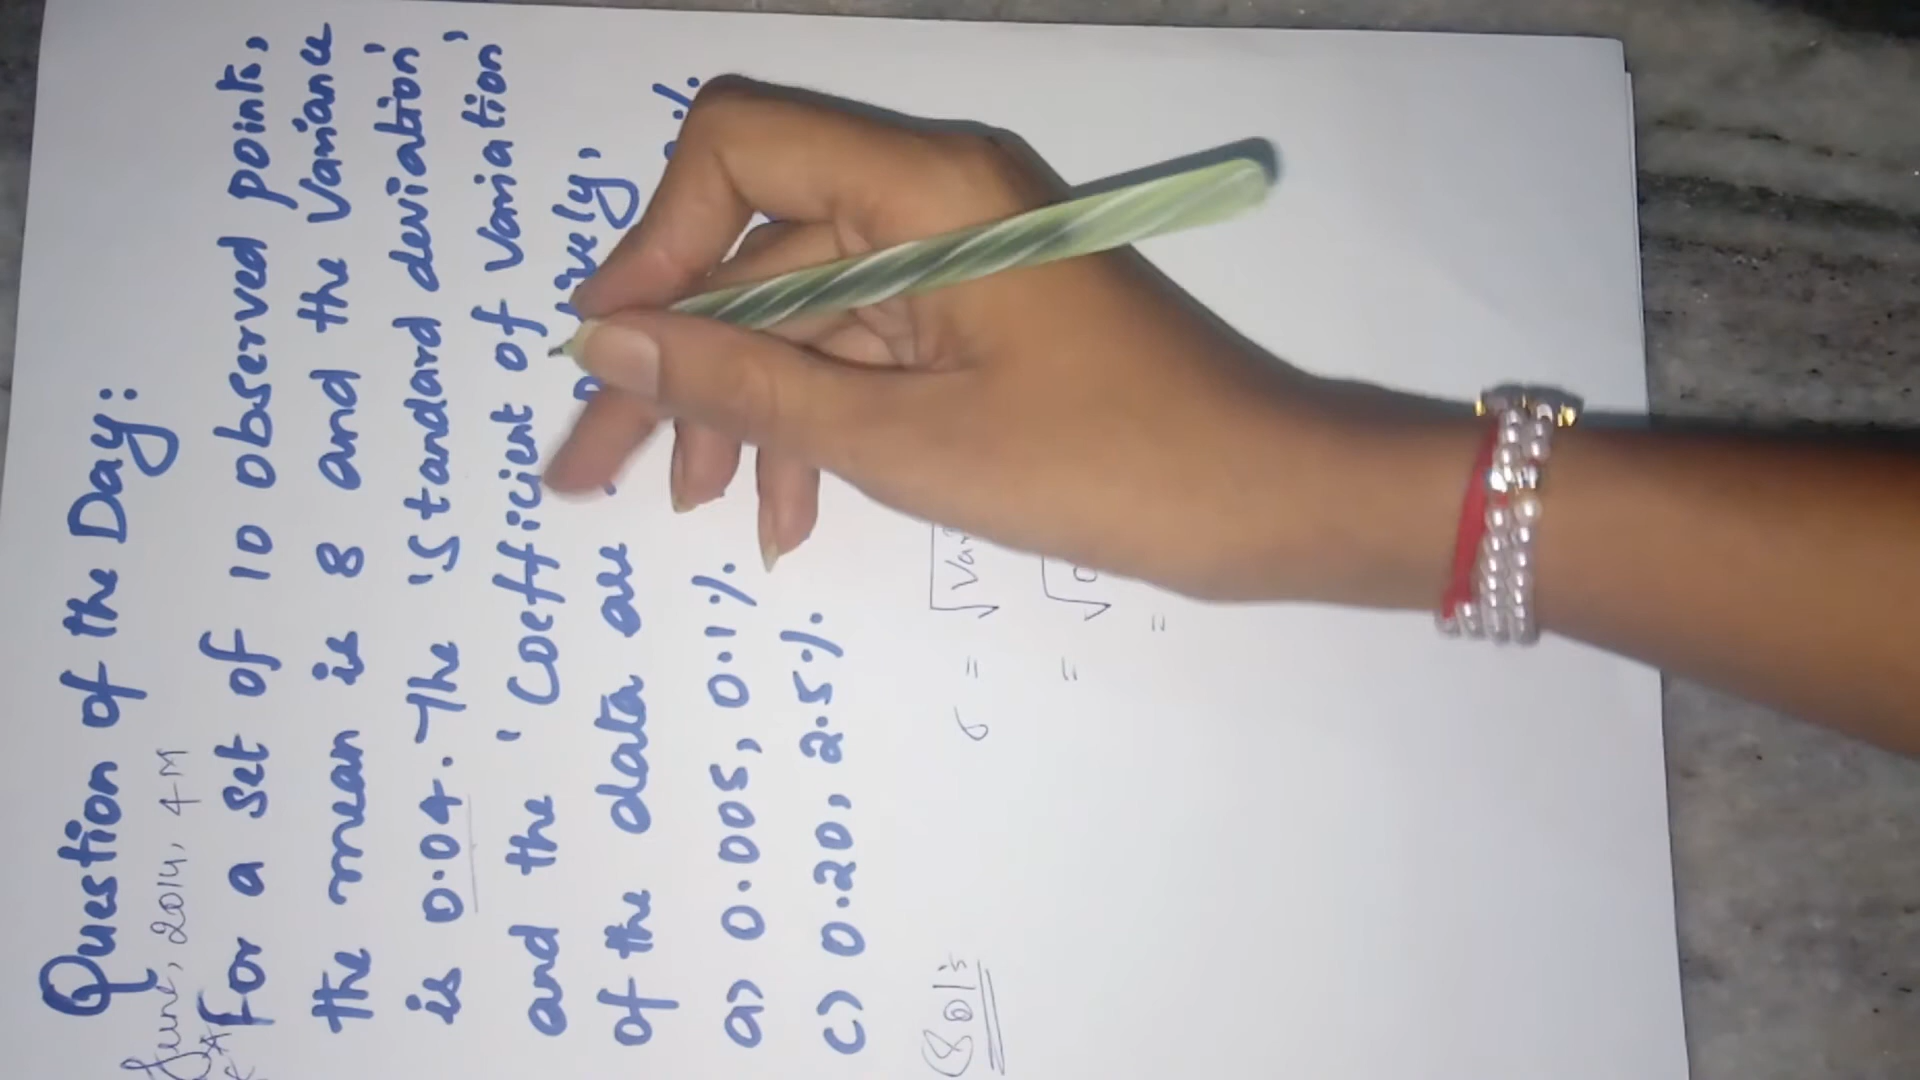 Question of the Day:
June, 2014, 4M
For a set of 10 observed points,
the mean is 8 and the Variance
is 0.04. The 'Standard deviation'
and the 'Coefficient of Variation'
of the data are
a) 0.005, 0.1%
c) 0.20, 2.5%
Sol:
σ = √Va
= √0
=